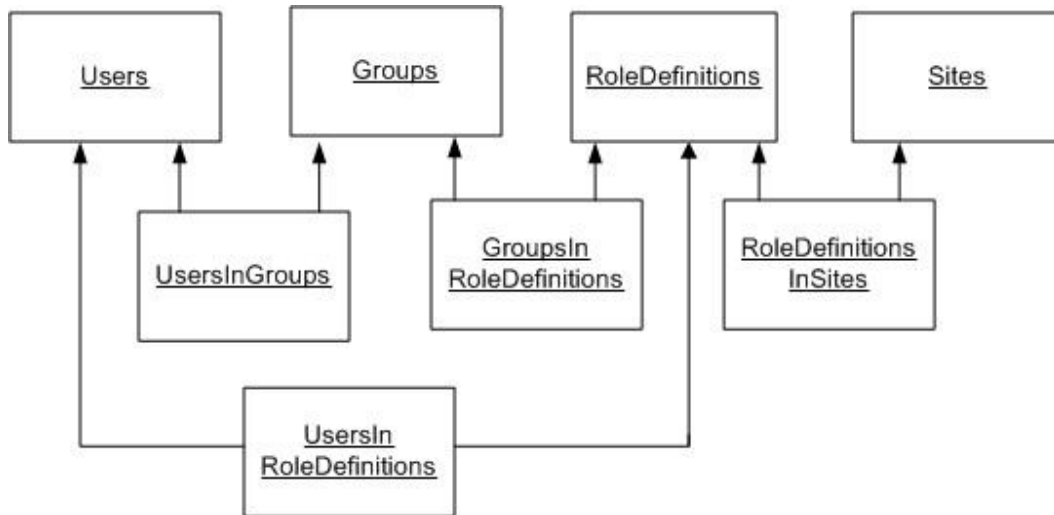 Users
Groups
RoleDefinitions
Sites
UsersInGroups
GroupsIn
RoleDefinitions
RoleDefinitions
InSites
UsersIn
RoleDefinitions